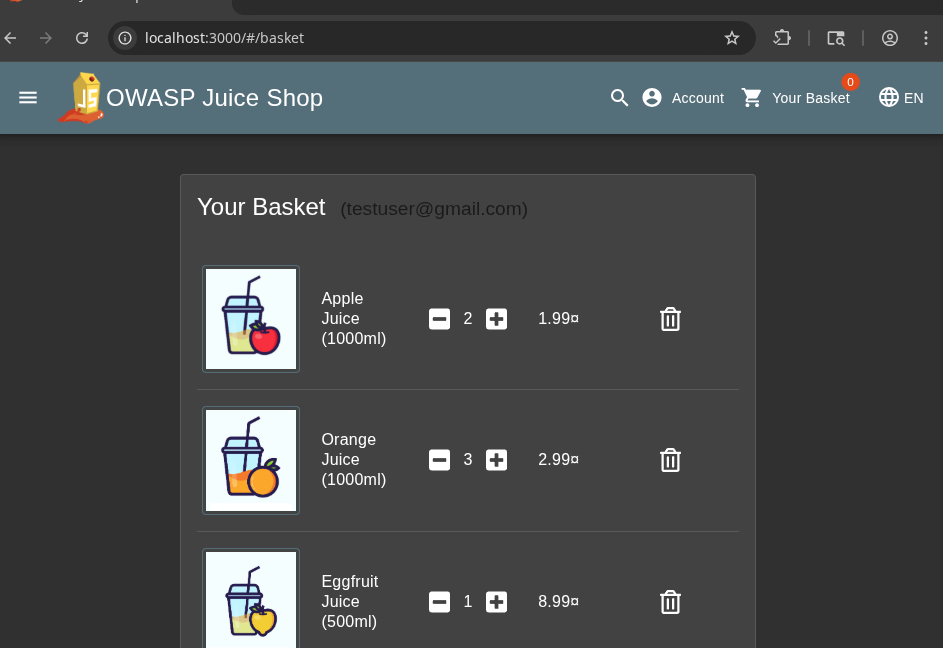 localhost:3000/#/basket
JS
OWASP Juice Shop
Account
Your Basket
0
EN
Your Basket (testuser@gmail.com)
Apple
Juice
(1000ml)
2
1.99¤
Orange
Juice
(1000ml)
3
2.99¤
Eggfruit
Juice
(500ml)
1
8.99¤